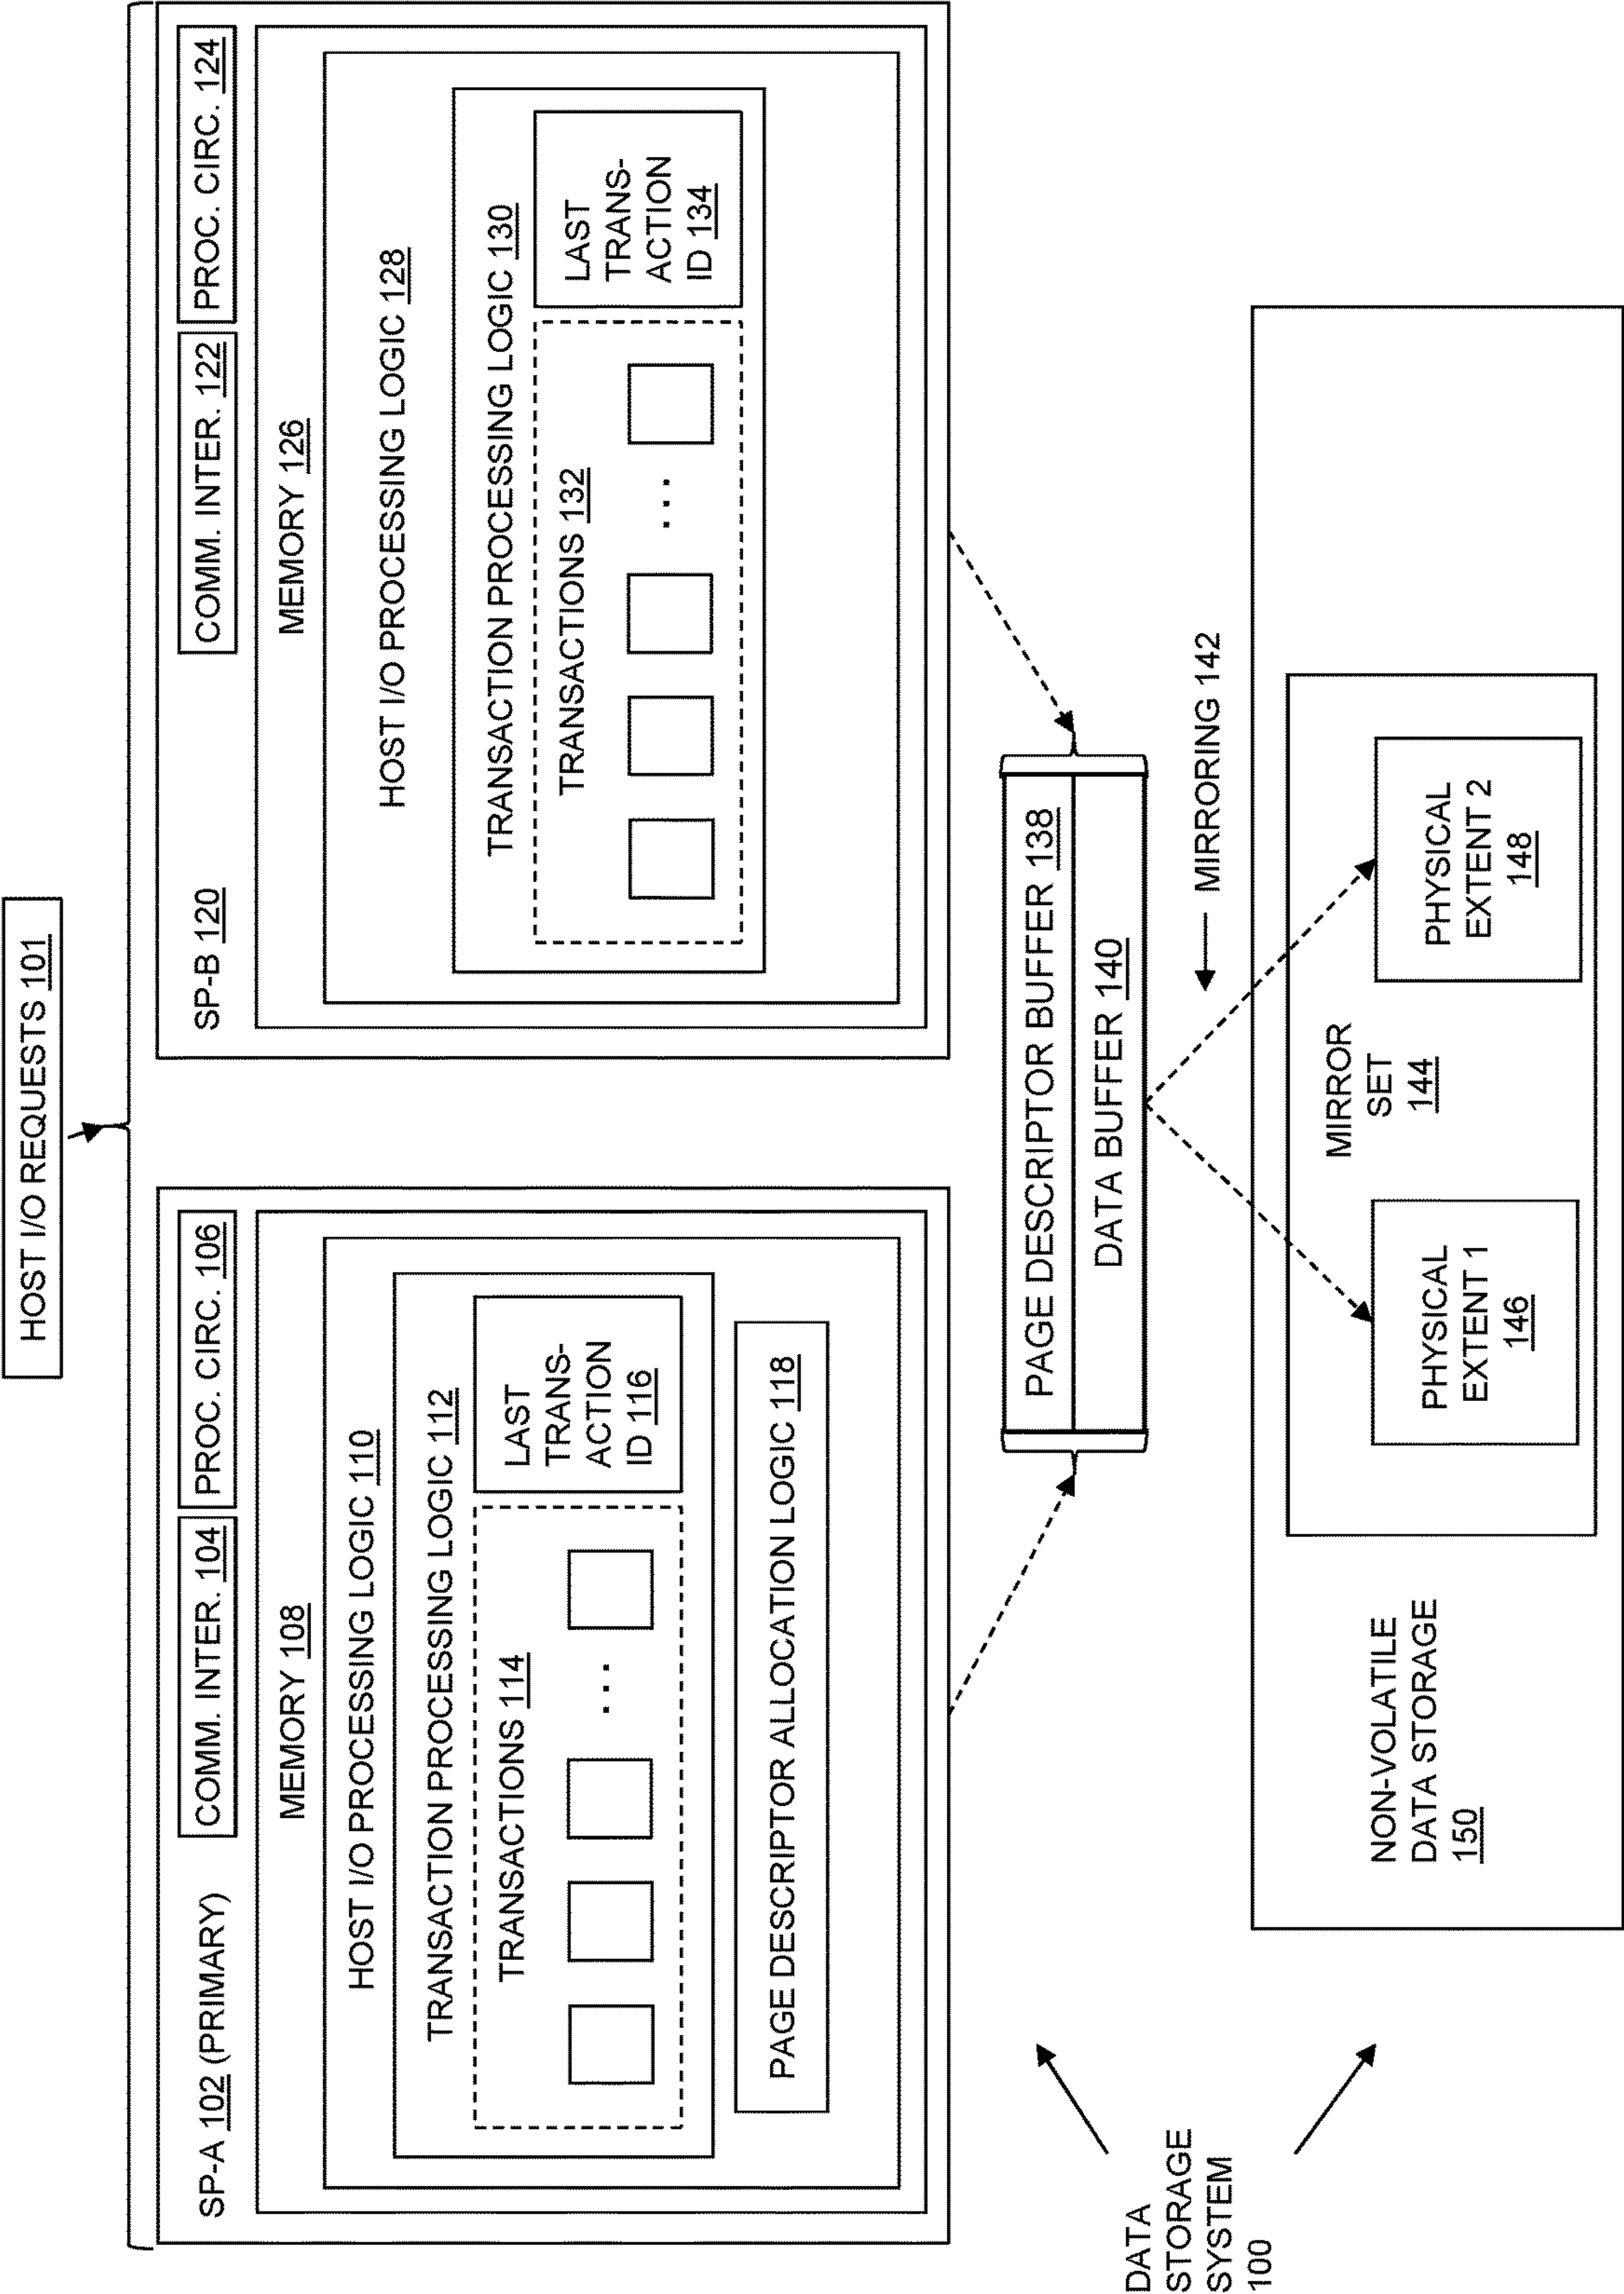 HOST I/O REQUESTS 101
SP-A 102 (PRIMARY)
COMM. INTER. 104
PROC. CIRC. 106
MEMORY 108
HOST I/O PROCESSING LOGIC 110
TRANSACTION PROCESSING LOGIC 112
TRANSACTIONS 114
...
LAST
TRANS-
ACTION
ID 116
PAGE DESCRIPTOR ALLOCATION LOGIC 118
SP-B 120
COMM. INTER. 122
PROC. CIRC. 124
MEMORY 126
HOST I/O PROCESSING LOGIC 128
TRANSACTION PROCESSING LOGIC 130
TRANSACTIONS 132
...
LAST
TRANS-
ACTION
ID 134
PAGE DESCRIPTOR BUFFER 138
DATA BUFFER 140
MIRRORING 142
DATA
STORAGE
SYSTEM
100
NON-VOLATILE
DATA STORAGE
150
MIRROR
SET
144
PHYSICAL
EXTENT 1
146
PHYSICAL
EXTENT 2
148